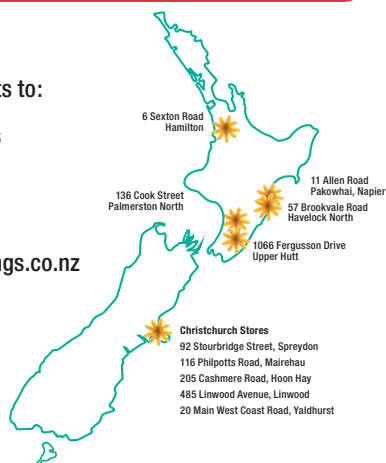 ts to:
s
ngs.co.nz
6 Sexton Road
Hamilton
11 Allen Road
Pakowhai, Napier
136 Cook Street
Palmerston North
57 Brookvale Road
Havelock North
1066 Fergusson Drive
Upper Hutt
Christchurch Stores
92 Stourbridge Street, Spreydon
116 Philpotts Road, Mairehau
205 Cashmere Road, Hoon Hay
485 Linwood Avenue, Linwood
20 Main West Coast Road, Yaldhurst